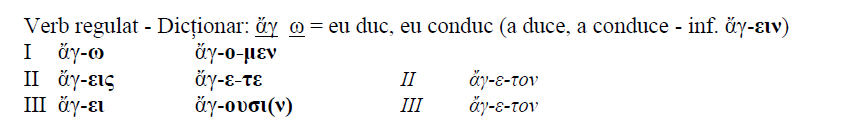 Verb regulat - Dicționar: ἄγ ω = eu duc, eu conduc (a duce, a conduce - inf. ἄγ-ειν)
I ἄγ-ω ἄγ-ο-μεν
II ἄγ-εις ἄγ-ε-τε II ἄγ-ε-τον
III ἄγ-ει ἄγ-ουσι(ν) III ἄγ-ε-τον